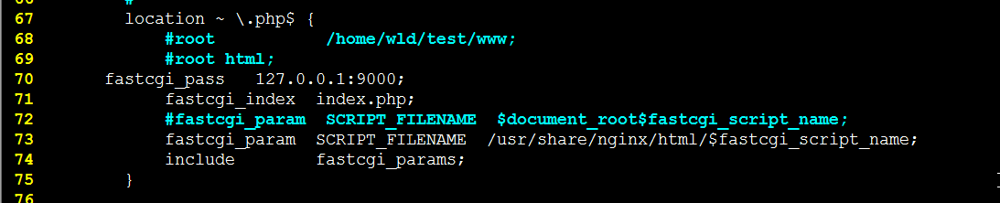 66 #
67 location ~ \.php$ {
68 #root /home/wld/test/www;
69 #root html;
70 fastcgi_pass 127.0.0.1:9000;
71 fastcgi_index index.php;
72 #fastcgi_param SCRIPT_FILENAME $document_root$fastcgi_script_name;
73 fastcgi_param SCRIPT_FILENAME /usr/share/nginx/html/$fastcgi_script_name;
74 include fastcgi_params;
75 }
76